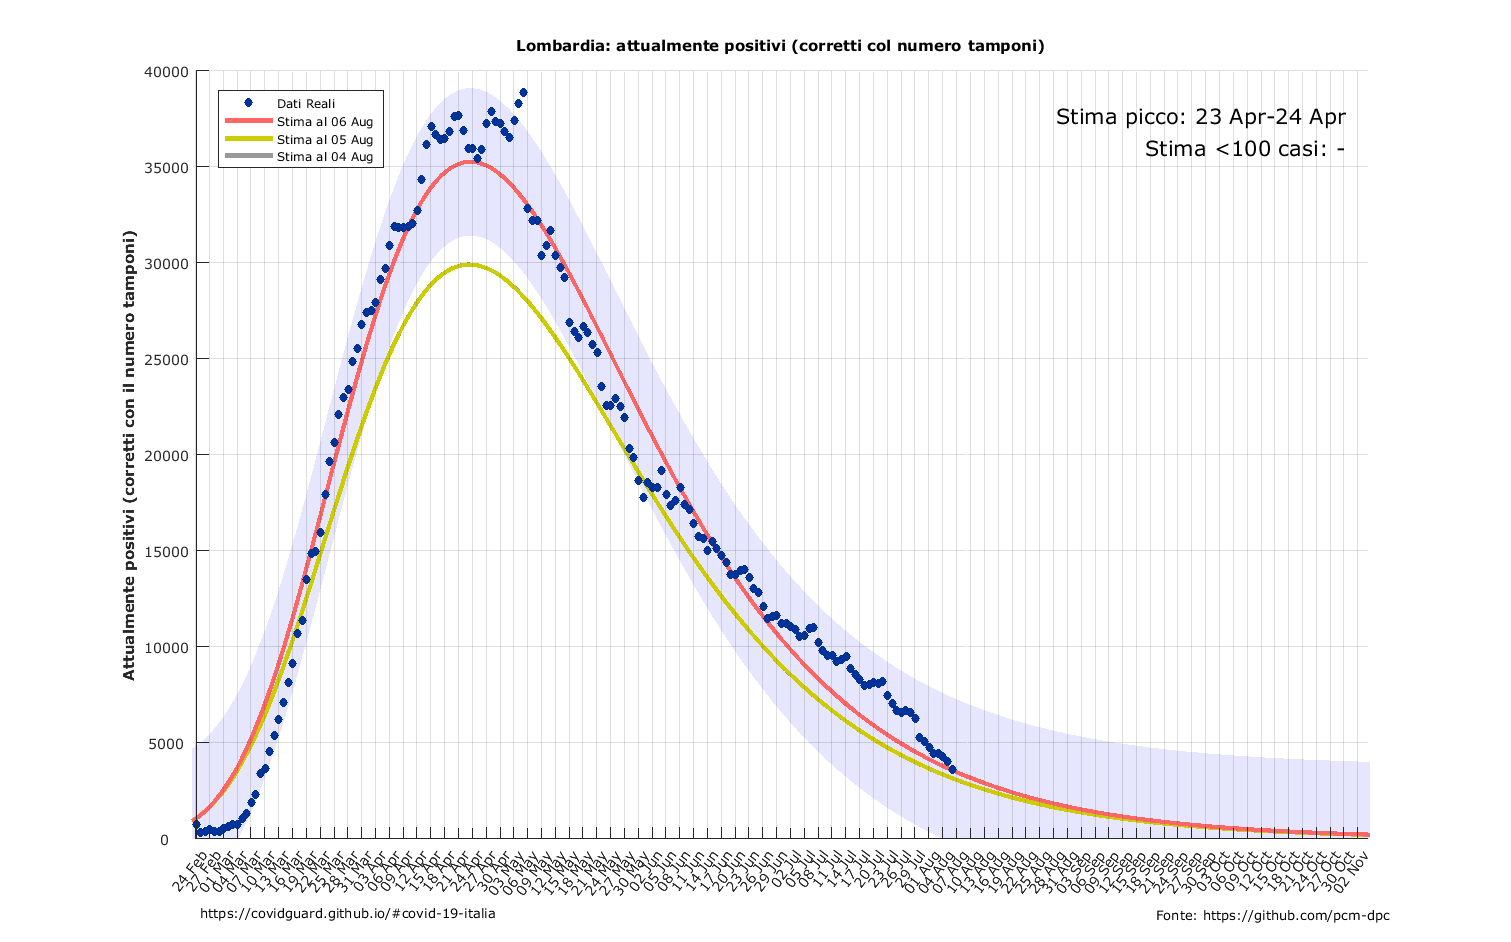 Lombardia: attualmente positivi (corretti col numero tamponi)
Dati Reali
Stima al 06 Aug
Stima al 05 Aug
Stima al 04 Aug
Stima picco: 23 Apr-24 Apr
Stima <100 casi: -
Attualmente positivi (corretti con il numero tamponi)
40000
35000
30000
25000
20000
15000
10000
5000
0
24 Feb
27 Feb
01 Mar
04 Mar
07 Mar
10 Mar
13 Mar
16 Mar
19 Mar
22 Mar
25 Mar
28 Mar
31 Mar
03 Apr
06 Apr
09 Apr
12 Apr
15 Apr
18 Apr
21 Apr
24 Apr
27 Apr
30 Apr
03 May
06 May
09 May
12 May
15 May
18 May
21 May
24 May
27 May
30 May
02 Jun
05 Jun
08 Jun
11 Jun
14 Jun
17 Jun
20 Jun
23 Jun
26 Jun
29 Jun
02 Jul
05 Jul
08 Jul
11 Jul
14 Jul
17 Jul
20 Jul
23 Jul
26 Jul
29 Jul
01 Aug
04 Aug
07 Aug
10 Aug
13 Aug
16 Aug
19 Aug
22 Aug
25 Aug
28 Aug
31 Aug
03 Sep
06 Sep
09 Sep
12 Sep
15 Sep
18 Sep
21 Sep
24 Sep
27 Sep
30 Sep
03 Oct
06 Oct
09 Oct
12 Oct
15 Oct
18 Oct
21 Oct
24 Oct
27 Oct
30 Oct
02 Nov
https://covidguard.github.io/#covid-19-italia
Fonte: https://github.com/pcm-dpc